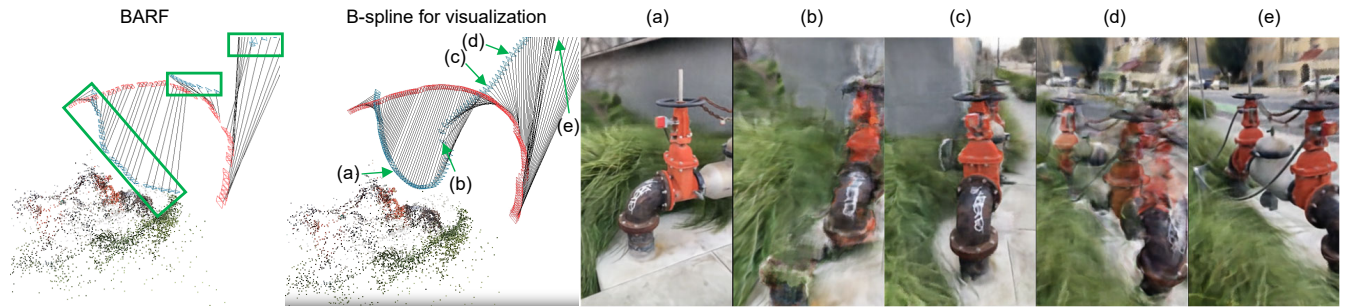 BARF
B-spline for visualization
(a)
(b)
(c)
(d)
(e)
(d)
(c)
(e)
(a)
(b)